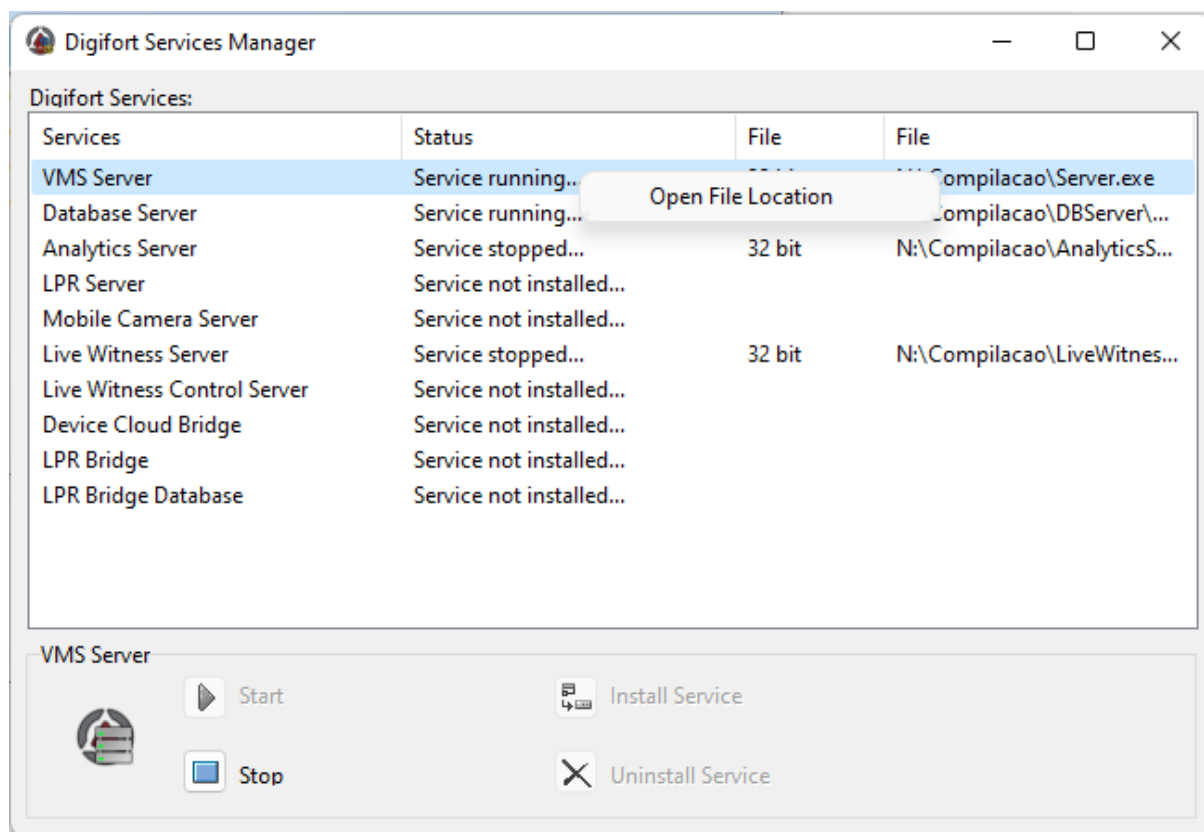 Digifort Services Manager
Digifort Services:
Services Status File File
VMS Server Service running... Compilacao\Server.exe
Open File Location
Database Server Service running... Compilacao\DBServer\...
Analytics Server Service stopped... 32 bit N:\Compilacao\AnalyticsS...
LPR Server Service not installed...
Mobile Camera Server Service not installed...
Live Witness Server Service stopped... 32 bit N:\Compilacao\LiveWitnes...
Live Witness Control Server Service not installed...
Device Cloud Bridge Service not installed...
LPR Bridge Service not installed...
LPR Bridge Database Service not installed...
VMS Server
Start Install Service
Stop Uninstall Service